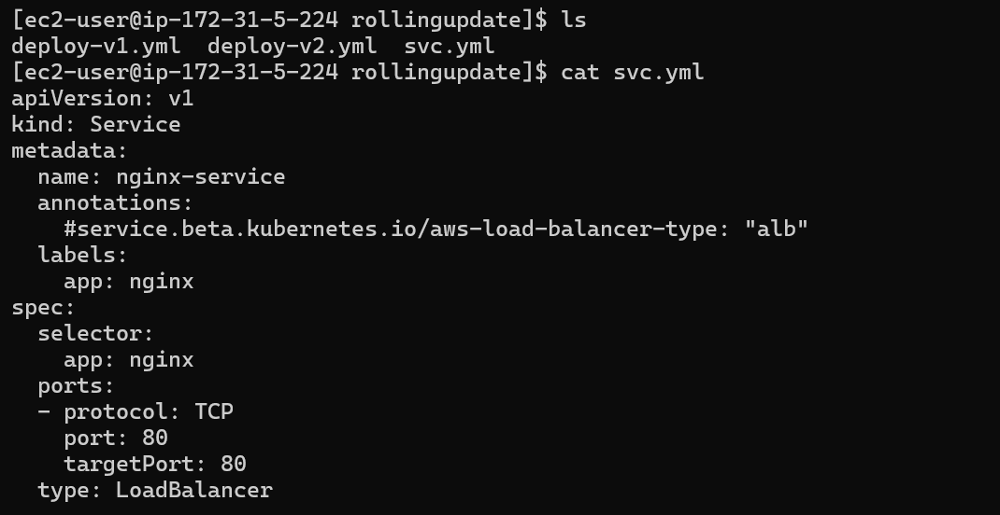 [ec2-user@ip-172-31-5-224 rollingupdate]$ ls
deploy-v1.yml  deploy-v2.yml  svc.yml
[ec2-user@ip-172-31-5-224 rollingupdate]$ cat svc.yml
apiVersion: v1
kind: Service
metadata:
  name: nginx-service
  annotations:
    #service.beta.kubernetes.io/aws-load-balancer-type: "alb"
  labels:
    app: nginx
spec:
  selector:
    app: nginx
  ports:
  - protocol: TCP
    port: 80
    targetPort: 80
  type: LoadBalancer